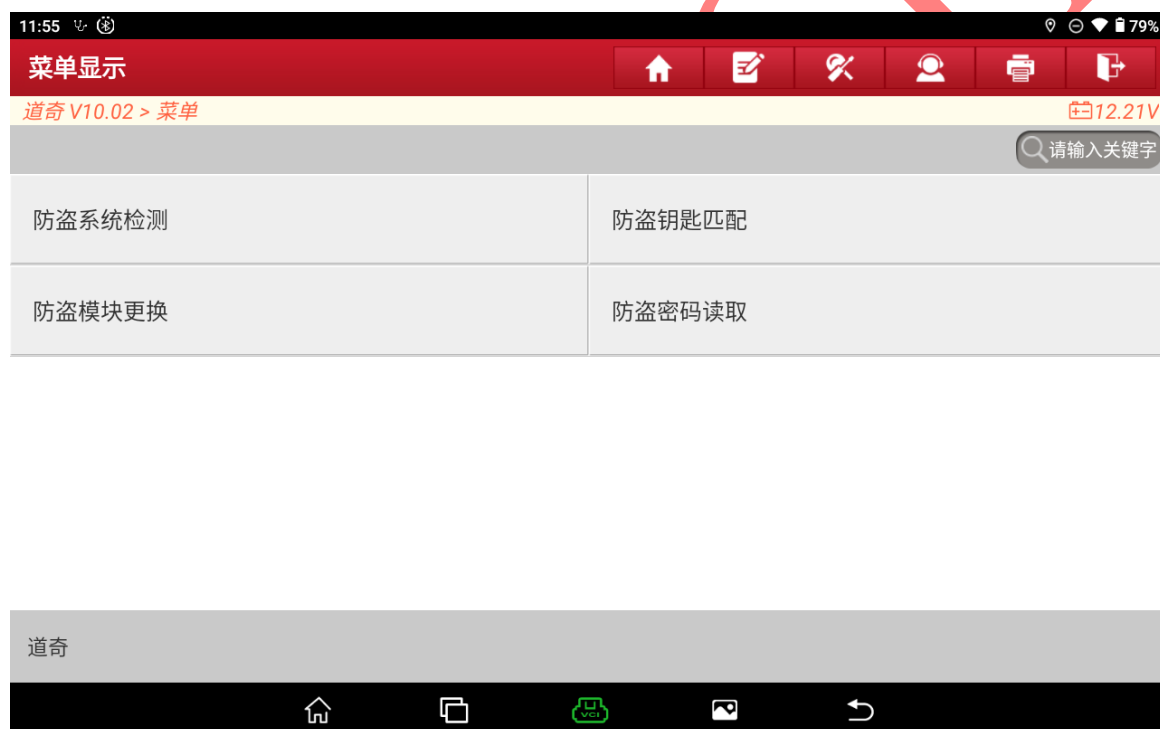 11:55
79%
菜单显示
道奇 V10.02 > 菜单
12.21V
请输入关键字
防盗系统检测
防盗钥匙匹配
防盗模块更换
防盗密码读取
道奇
VCI